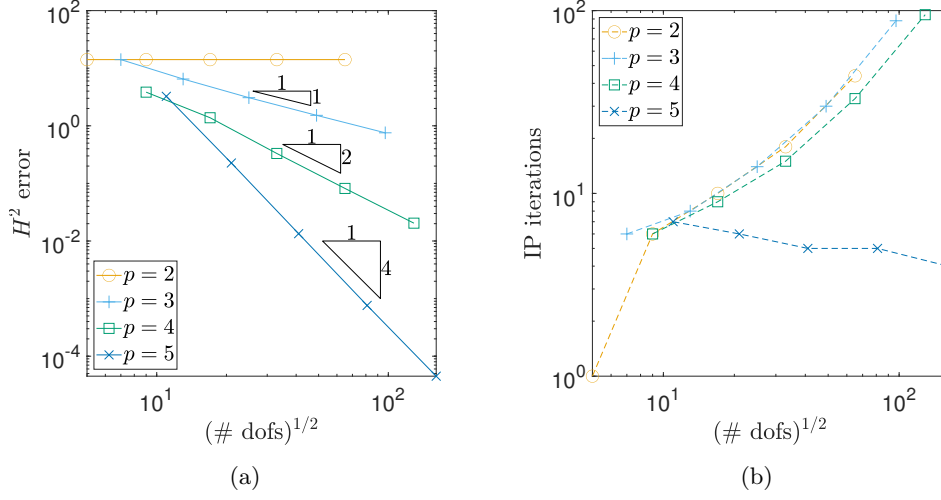 10^2
10^0
10^{-2}
10^{-4}
H^2 error
1
1
1
2
1
4
p = 2
p = 3
p = 4
p = 5
10^1
10^2
(# dofs)^{1/2}
(a)
10^2
10^1
10^0
IP iterations
p = 2
p = 3
p = 4
p = 5
10^1
10^2
(# dofs)^{1/2}
(b)